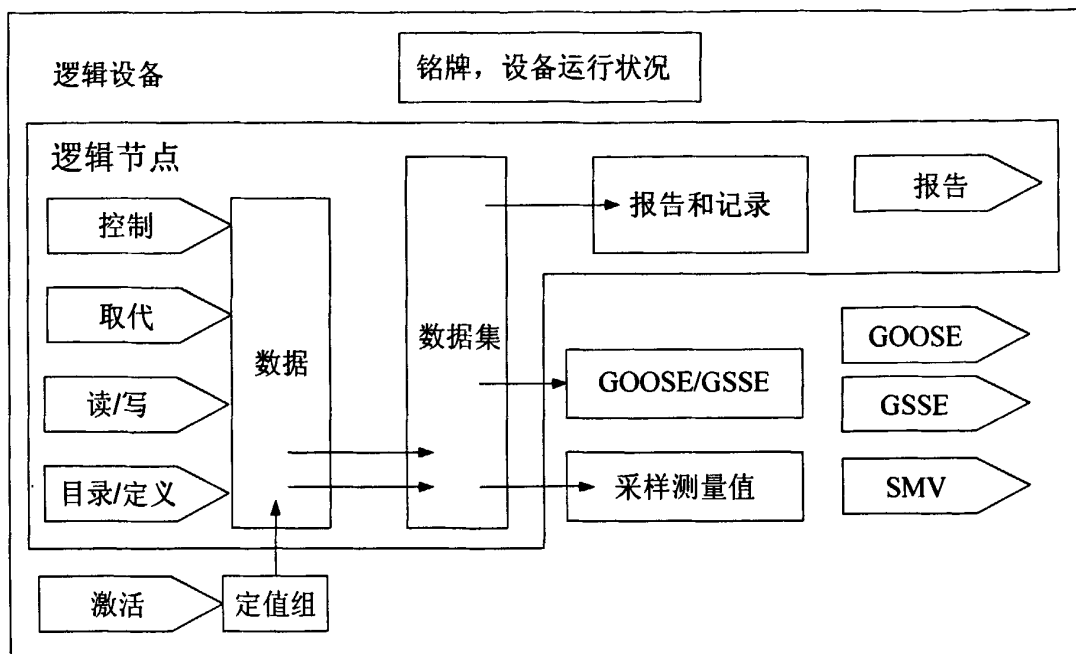 逻辑设备
铭牌，设备运行状况
逻辑节点
控制
取代
读/写
目录/定义
数据
数据集
报告和记录
报告
GOOSE/GSSE
采样测量值
GOOSE
GSSE
SMV
激活
定值组